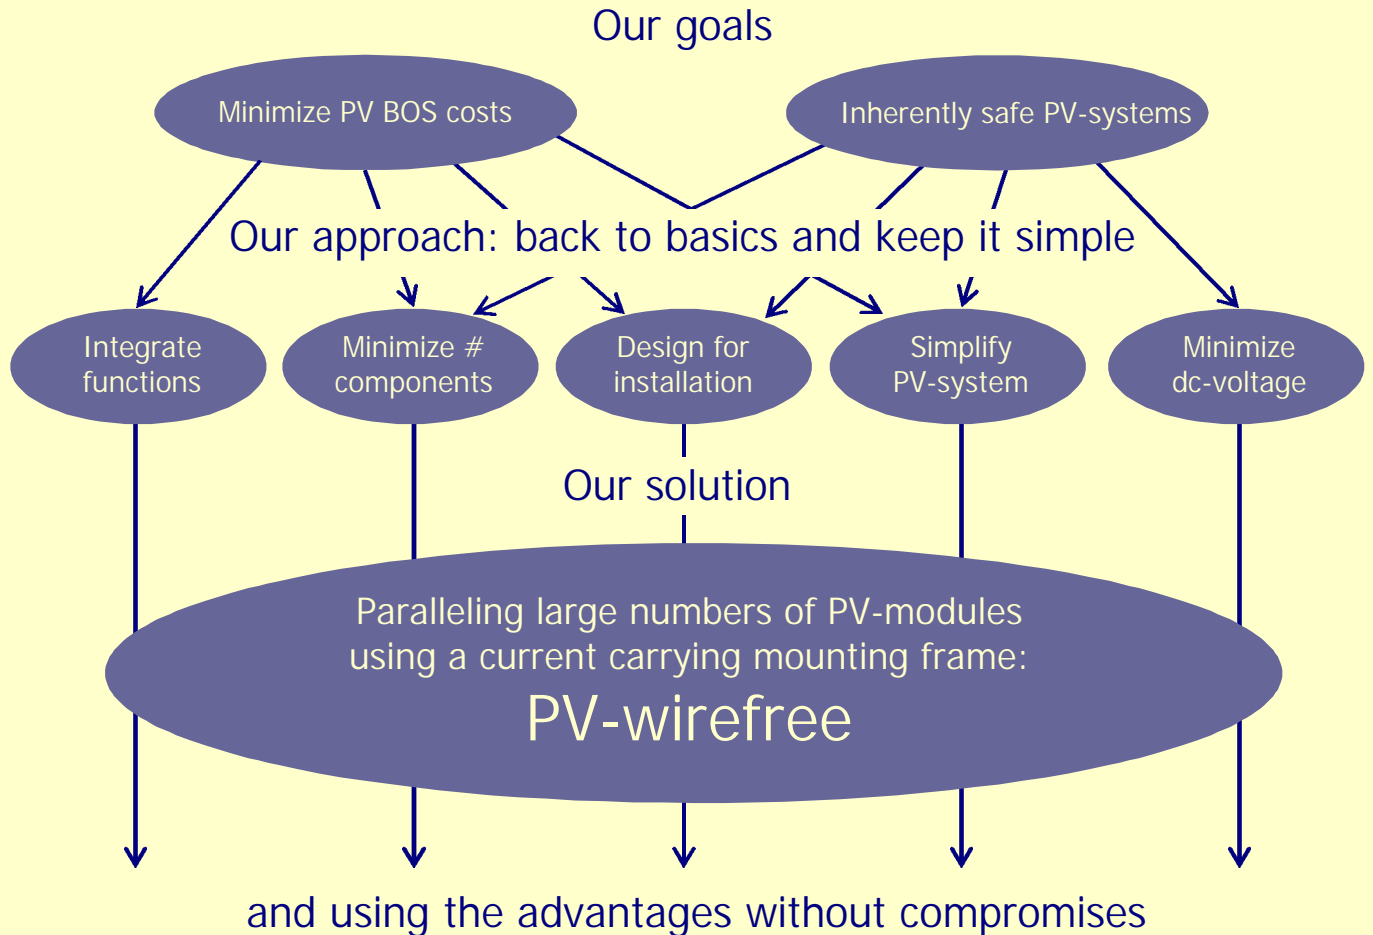 Our goals
Minimize PV BOS costs
Inherently safe PV-systems
Our approach: back to basics and keep it simple
Integrate
functions
Minimize #
components
Design for
installation
Simplify
PV-system
Minimize
dc-voltage
Our solution
Paralleling large numbers of PV-modules
using a current carrying mounting frame:
PV-wirefree
and using the advantages without compromises